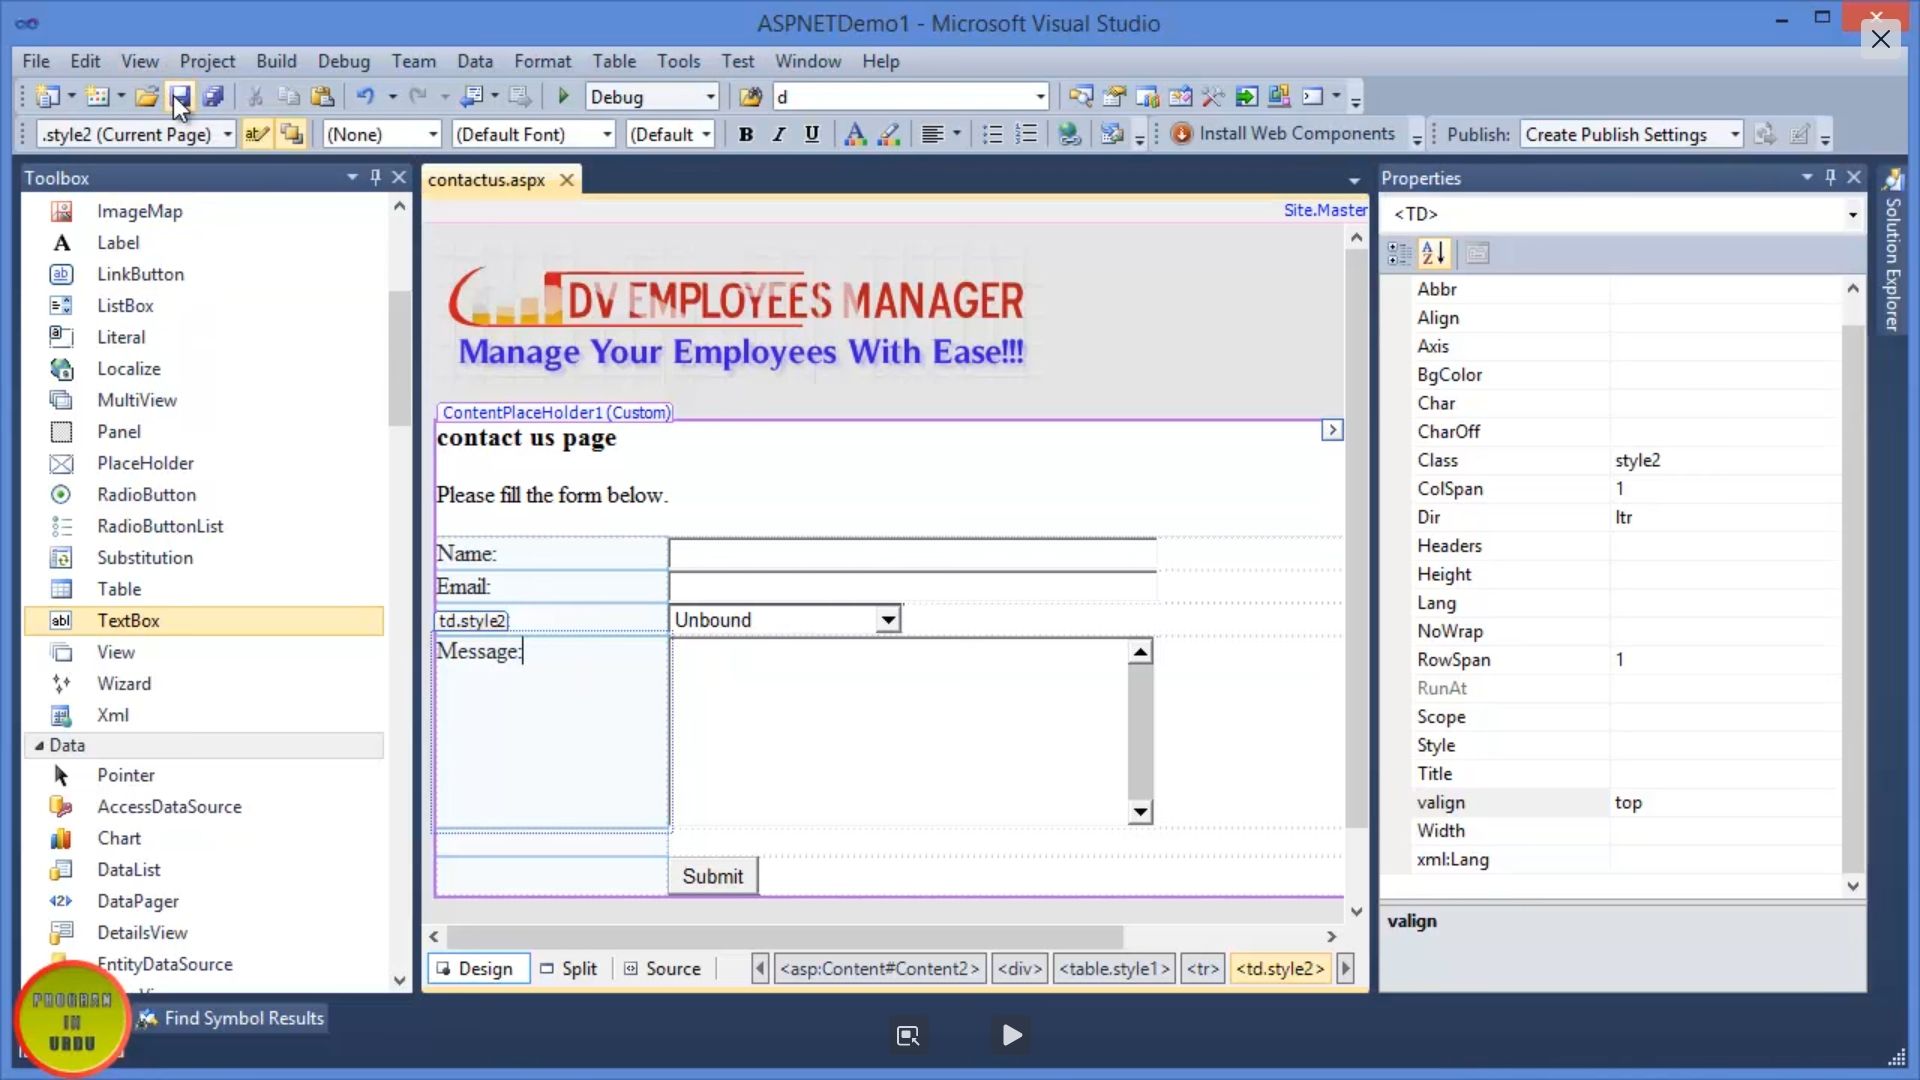 ASPNETDemo1 - Microsoft Visual Studio
File Edit View Project Build Debug Team Data Format Table Tools Test Window Help
Debug d
.style2 (Current Page) (None) (Default Font) (Default B I U Install Web Components Publish: Create Publish Settings
Toolbox
ImageMap
A Label
LinkButton
ListBox
Literal
Localize
MultiView
Panel
PlaceHolder
RadioButton
RadioButtonList
Substitution
Table
TextBox
View
Wizard
Xml
Data
Pointer
AccessDataSource
Chart
DataList
DataPager
DetailsView
EntityDataSource
contactus.aspx
Site.Master
DV EMPLOYEES MANAGER
Manage Your Employees With Ease!!!
ContentPlaceHolder1 (Custom)
contact us page
Please fill the form below.
Name:
Email:
td.style2
Unbound
Message:
Submit
Design Split Source <asp:Content#Content2> <div> <table.style1> <tr> <td.style2>
Properties
<TD>
Abbr
Align
Axis
BgColor
Char
CharOff
Class style2
ColSpan 1
Dir ltr
Headers
Height
Lang
NoWrap
RowSpan 1
RunAt
Scope
Style
Title
valign top
Width
xml:Lang
valign
Solution Explorer
Find Symbol Results
PROGRAM
IN
URDU